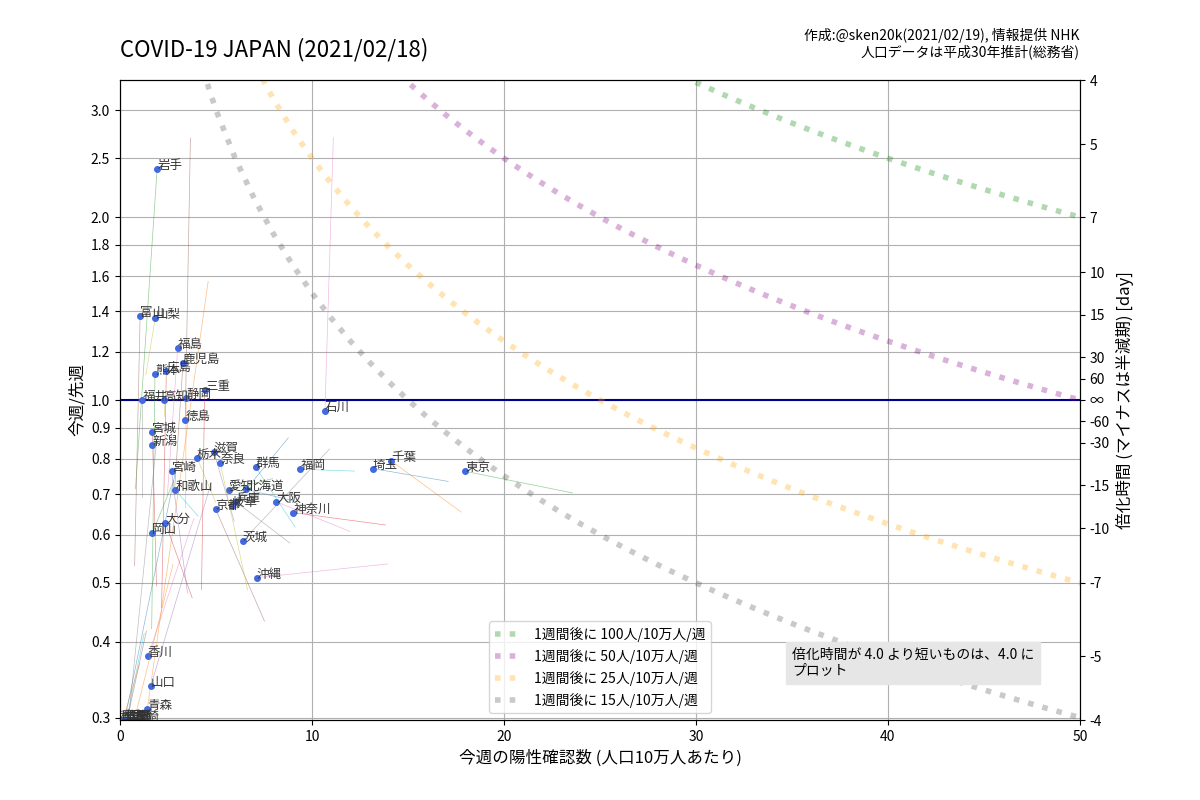 COVID-19 JAPAN (2021/02/18)
作成:@sken20k(2021/02/19), 情報提供 NHK
人口データは平成30年推計(総務省)
今週/先週
3.0
2.5
2.0
1.8
1.6
1.4
1.2
1.0
0.9
0.8
0.7
0.6
0.5
0.4
0.3
岩手
富山
山梨
福島
鹿児島
熊本
広島
三重
福井
高知
静岡
石川
徳島
宮城
新潟
滋賀
栃木
奈良
群馬
福岡
埼玉
千葉
東京
宮崎
和歌山
愛知
北海道
兵庫
岐阜
京都
大阪
神奈川
大分
岡山
茨城
沖縄
香川
山口
青森
1週間後に 100人/10万人/週
1週間後に 50人/10万人/週
1週間後に 25人/10万人/週
1週間後に 15人/10万人/週
倍化時間が 4.0 より短いものは、4.0 に
プロット
0
10
20
30
40
50
今週の陽性確認数 (人口10万人あたり)
4
5
7
10
15
30
60
∞
-60
-30
-15
-10
-7
-5
-4
倍化時間 (マイナスは半減期) [day]